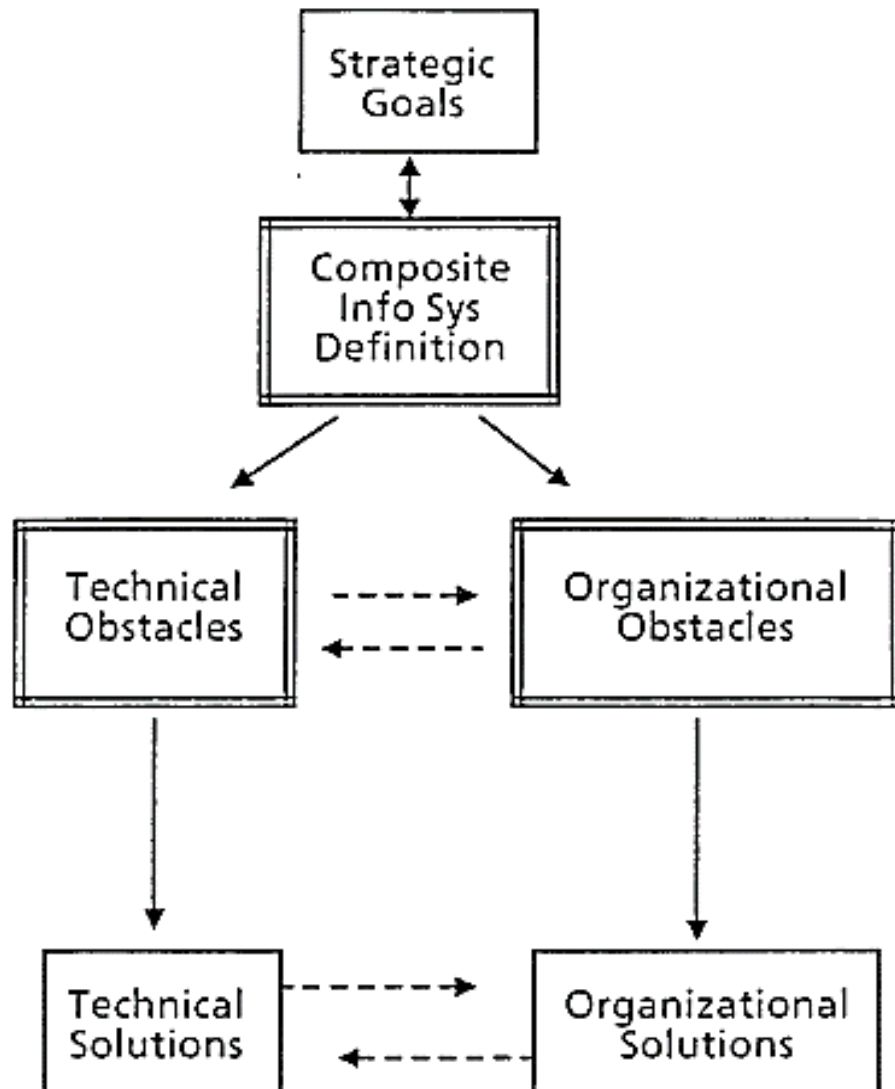 Strategic
Goals
Composite
Info Sys
Definition
Technical
Obstacles
Organizational
Obstacles
Technical
Solutions
Organizational
Solutions